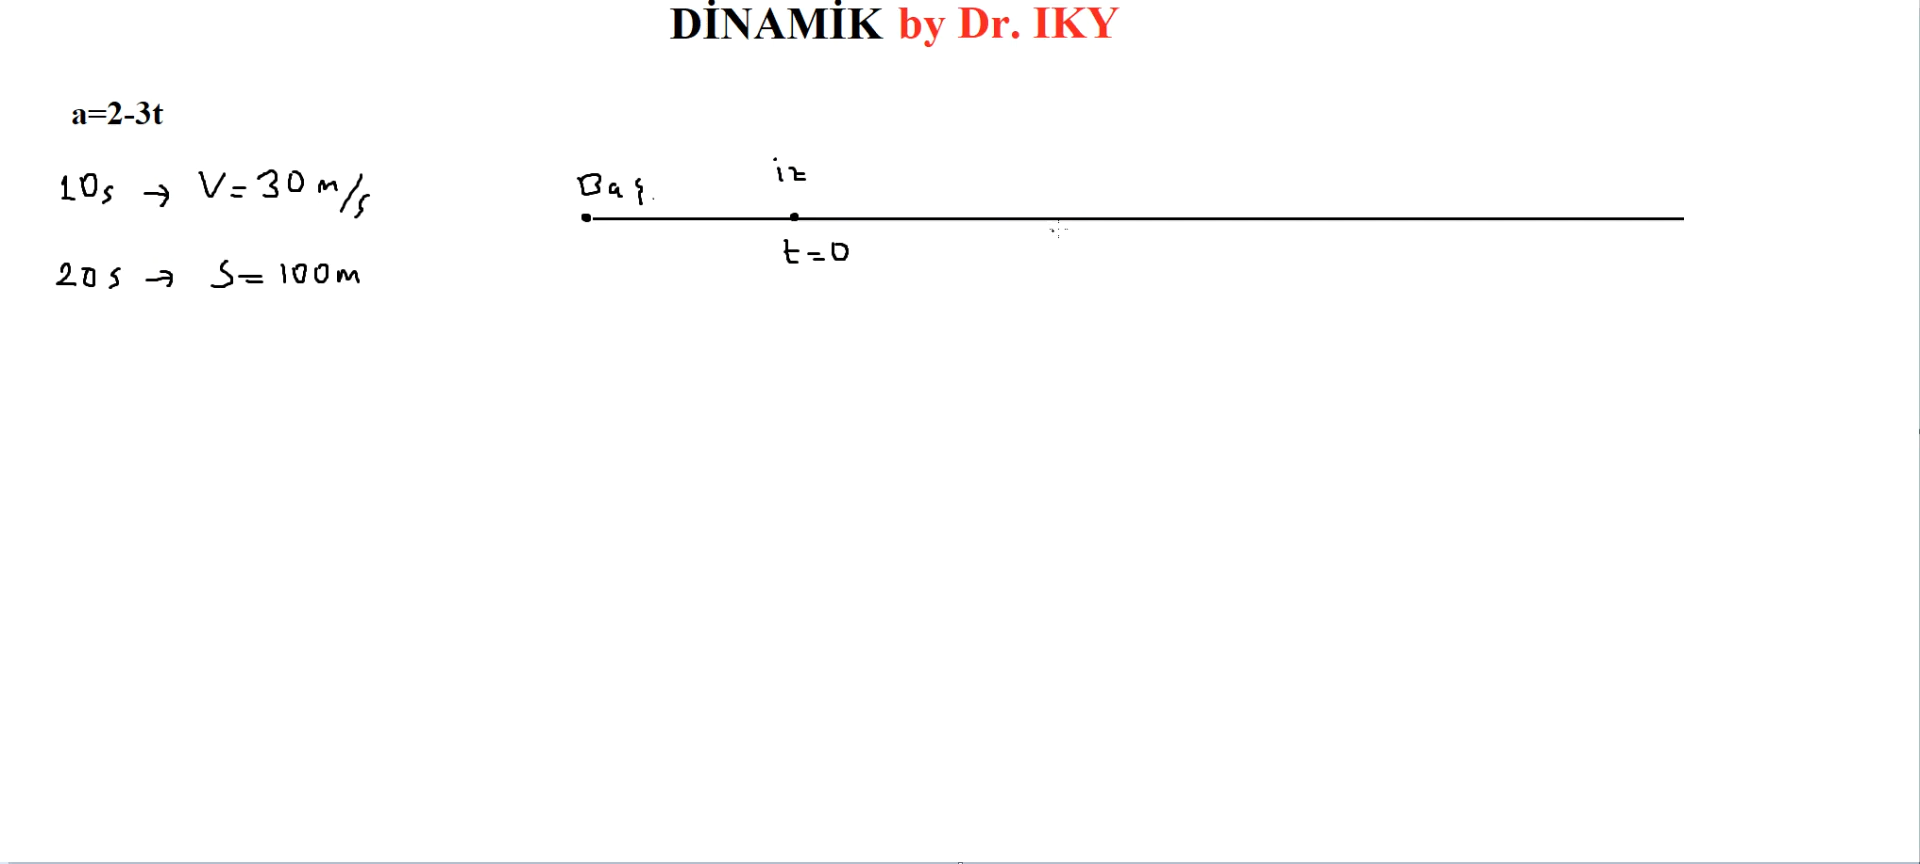 DİNAMİK by Dr. IKY
a=2-3t
10s → V=30 m/s
20s → S=100m
Baş.
iz
t=0